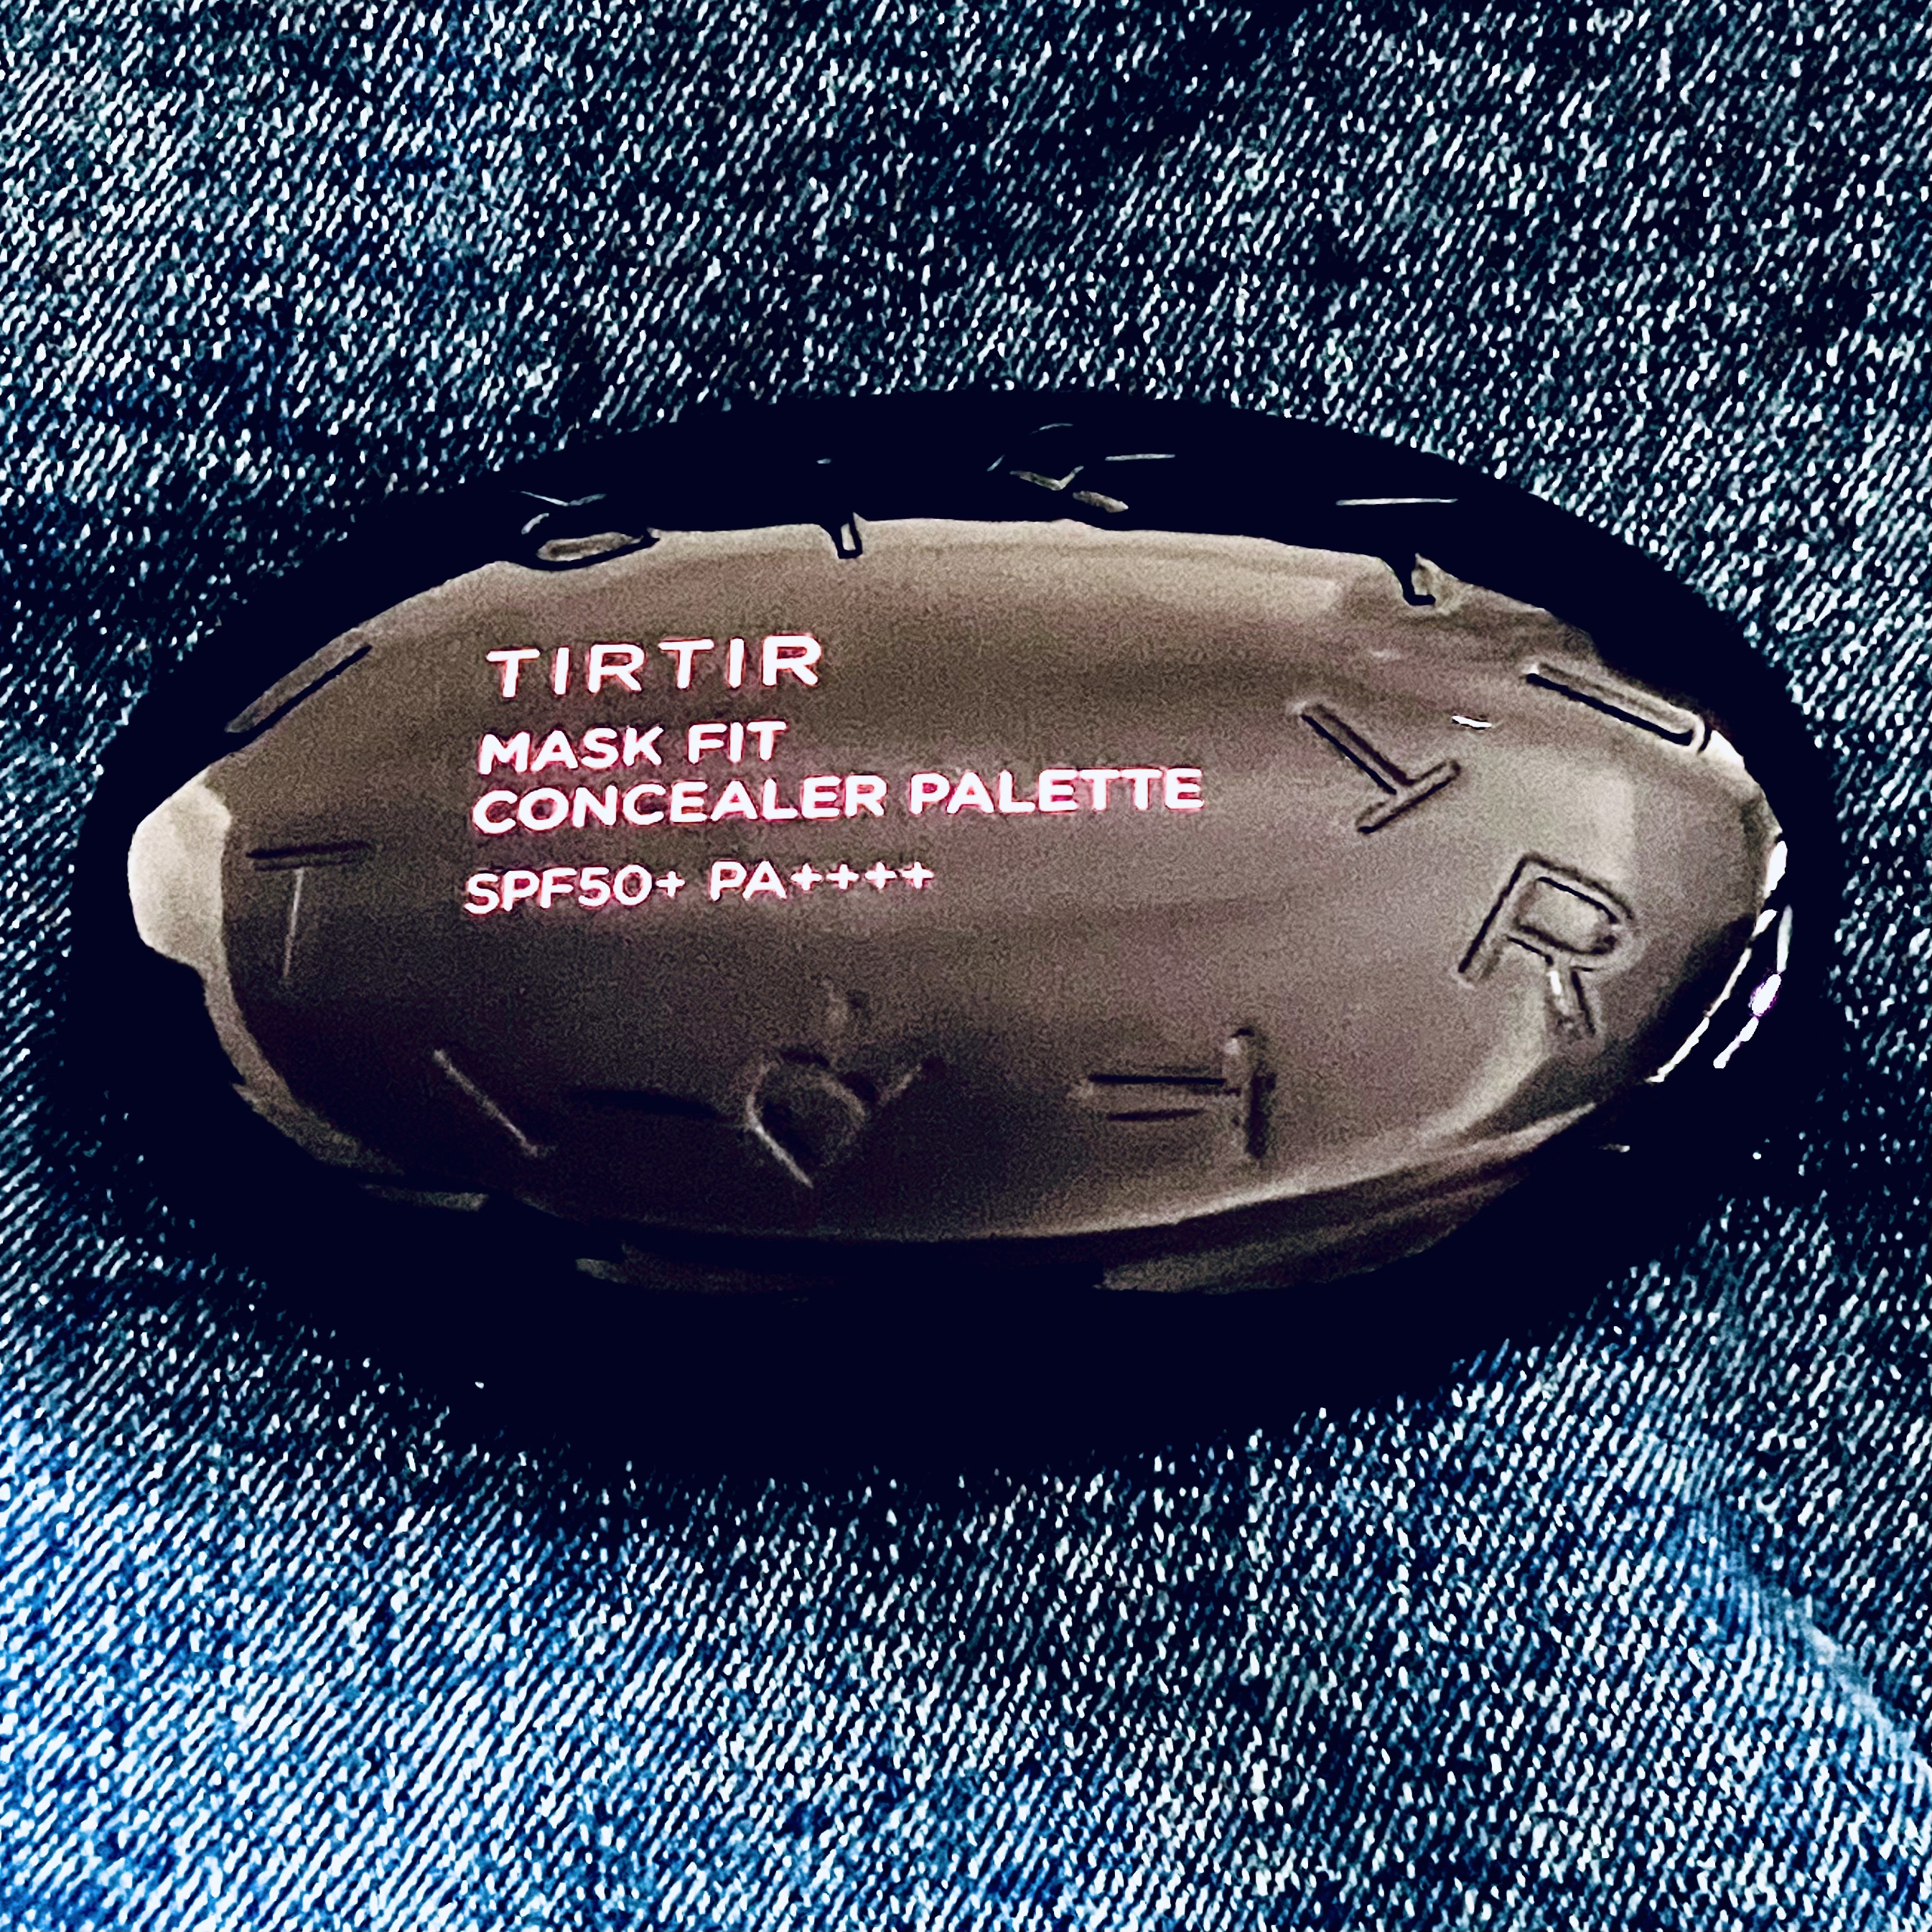 TIRTIR
MASK FIT
CONCEALER PALETTE
SPF50+ PA++++